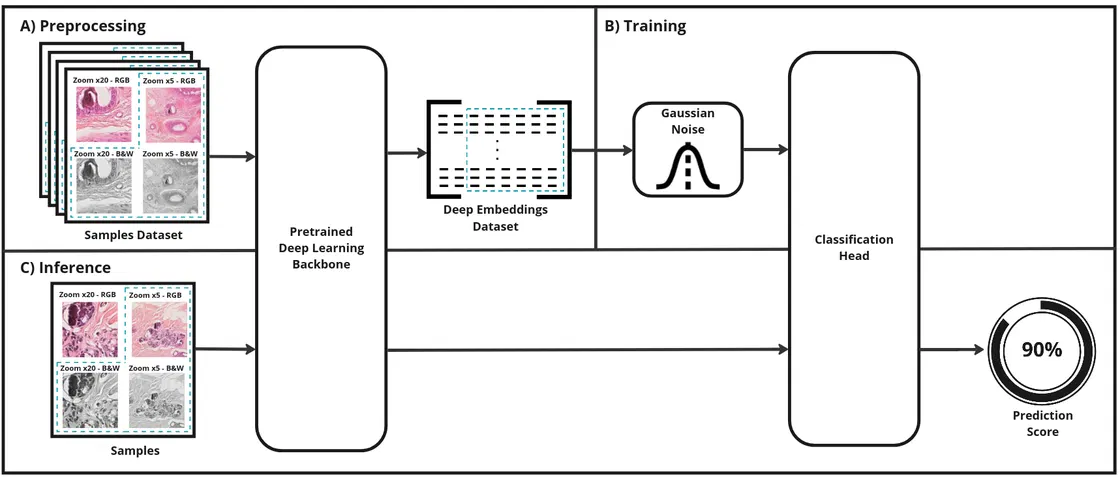 A) Preprocessing
Zoom x20 - RGB
Zoom x5 - RGB
Zoom x20 - B&W
Zoom x5 - B&W
Samples Dataset
Pretrained
Deep Learning
Backbone
Deep Embeddings
Dataset
B) Training
Gaussian
Noise
Classification
Head
C) Inference
Zoom x20 - RGB
Zoom x5 - RGB
Zoom x20 - B&W
Zoom x5 - B&W
Samples
90%
Prediction
Score